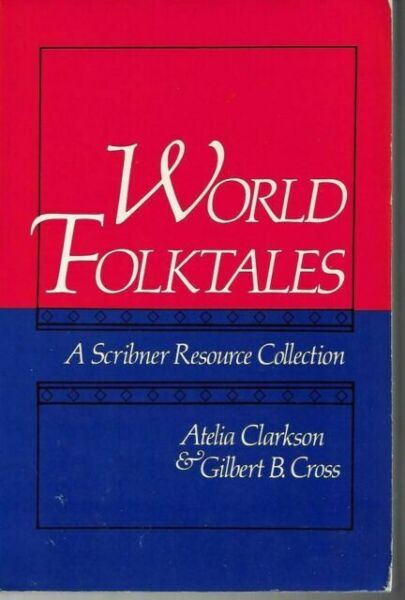 WORLD
FOLKTALES
A Scribner Resource Collection
Atelia Clarkson
& Gilbert B. Cross